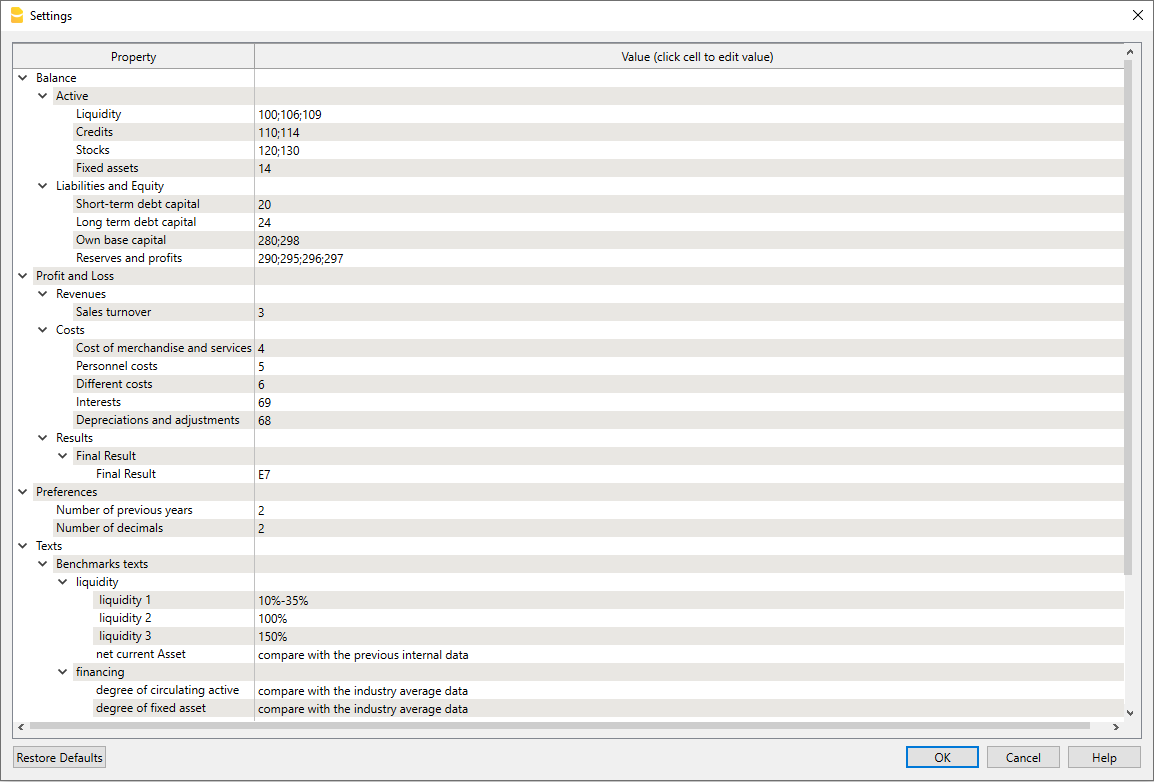 Settings
Property Value (click cell to edit value)
Balance
Active
Liquidity 100;106;109
Credits 110;114
Stocks 120;130
Fixed assets 14
Liabilities and Equity
Short-term debt capital 20
Long term debt capital 24
Own base capital 280;298
Reserves and profits 290;295;296;297
Profit and Loss
Revenues
Sales turnover 3
Costs
Cost of merchandise and services 4
Personnel costs 5
Different costs 6
Interests 69
Depreciations and adjustments 68
Results
Final Result
Final Result E7
Preferences
Number of previous years 2
Number of decimals 2
Texts
Benchmarks texts
liquidity
liquidity 1 10%-35%
liquidity 2 100%
liquidity 3 150%
net current Asset compare with the previous internal data
financing
degree of circulating active compare with the industry average data
degree of fixed asset compare with the industry average data
Restore Defaults OK Cancel Help